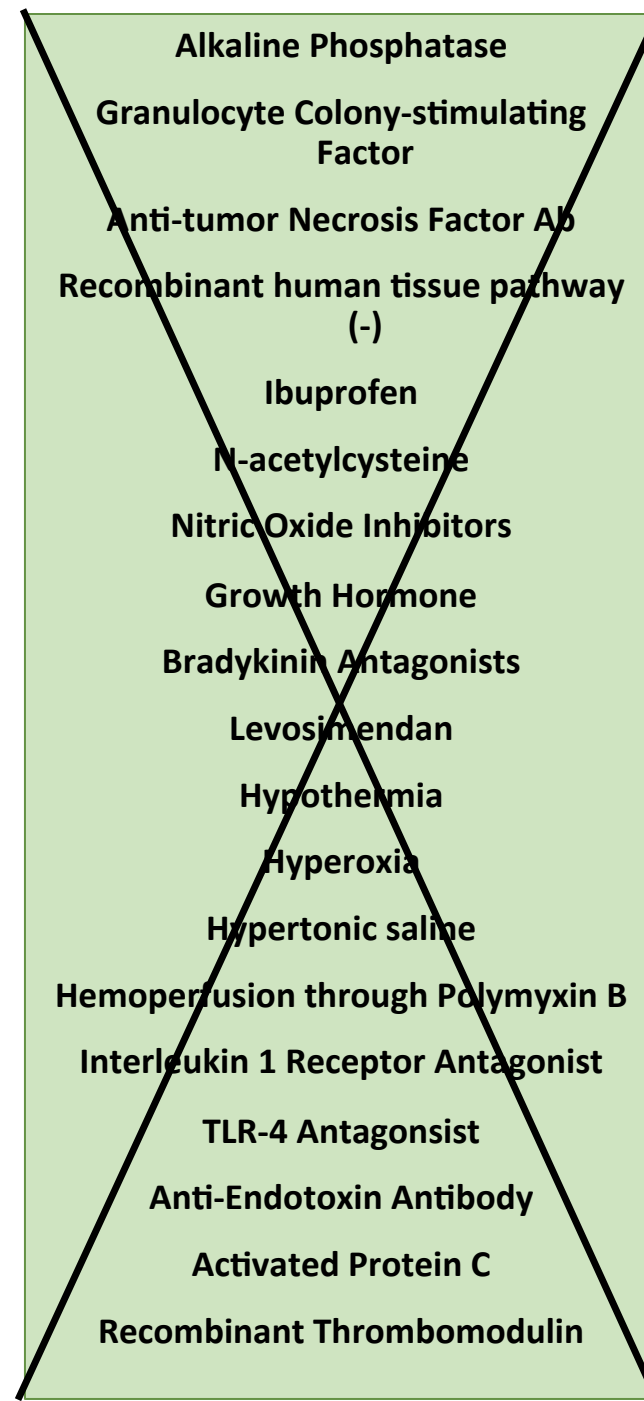 Alkaline Phosphatase
Granulocyte Colony-stimulating
Factor
Anti-tumor Necrosis Factor Ab
Recombinant human tissue pathway
(-)
Ibuprofen
N-acetylcysteine
Nitric Oxide Inhibitors
Growth Hormone
Bradykinin Antagonists
Levosimendan
Hypothermia
Hyperoxia
Hypertonic saline
Hemoperfusion through Polymyxin B
Interleukin 1 Receptor Antagonist
TLR-4 Antagonsist
Anti-Endotoxin Antibody
Activated Protein C
Recombinant Thrombomodulin